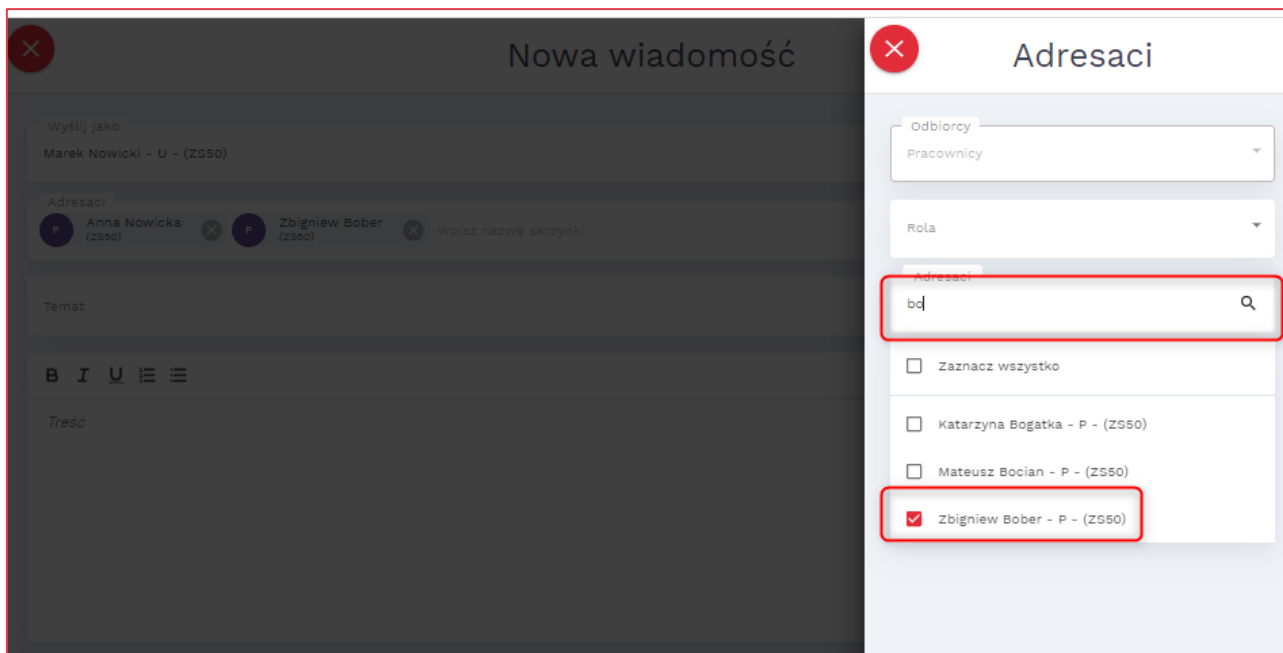 Nowa wiadomość
Wyślij jako
Marek Nowicki - U - (ZS50)
Adresaci
P Anna Nowicka (ZS50) P Zbigniew Bober (ZS50) Wpisz nazwę skrzynki
Temat
B I U
Treść
Adresaci
Odbiorcy
Pracownicy
Rola
Adresaci
bo
Zaznacz wszystko
Katarzyna Bogatka - P - (ZS50)
Mateusz Bocian - P - (ZS50)
Zbigniew Bober - P - (ZS50)